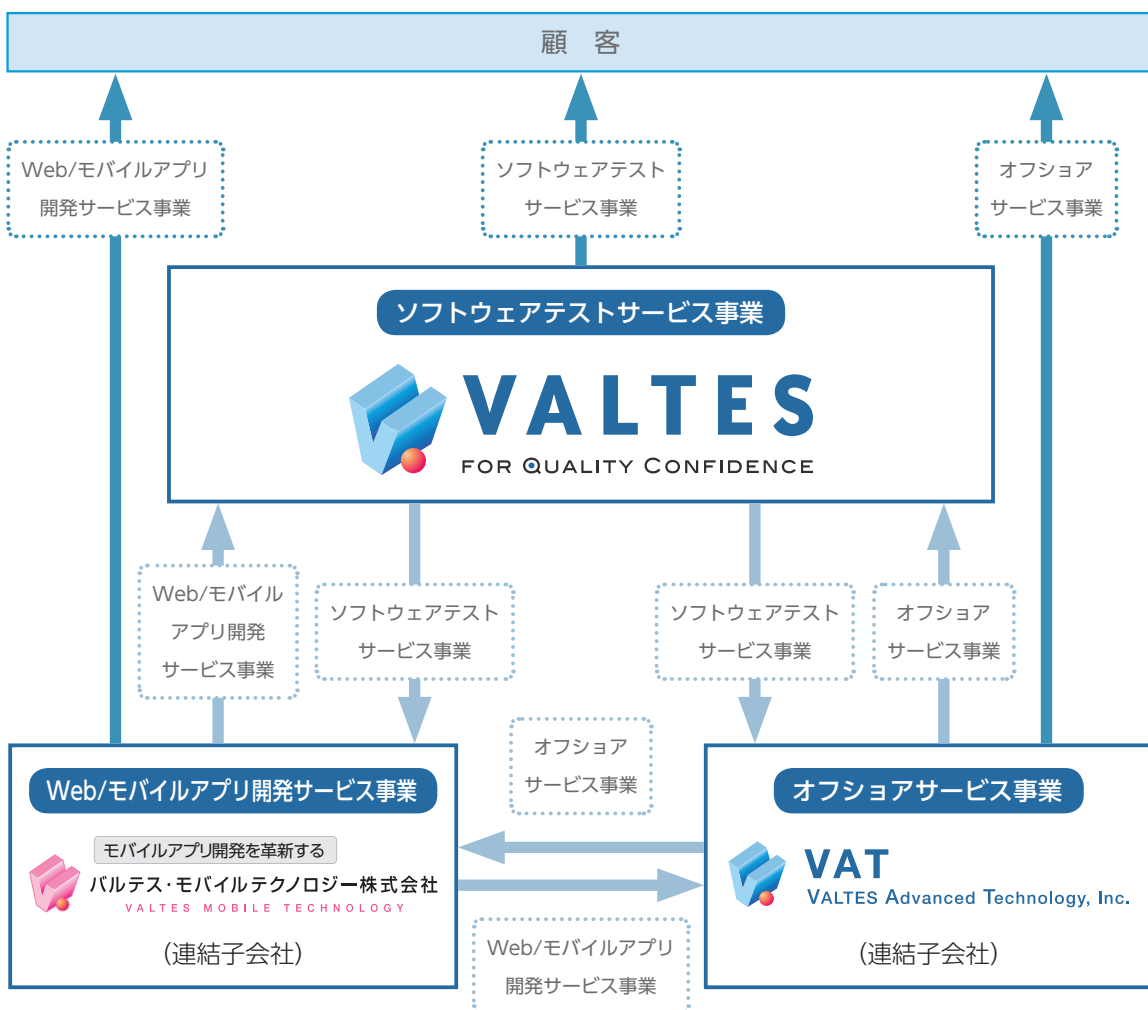 顧 客
Web/モバイルアプリ
開発サービス事業
ソフトウェアテスト
サービス事業
オフショア
サービス事業
ソフトウェアテストサービス事業
VALTES
FOR QUALITY CONFIDENCE
Web/モバイル
アプリ開発
サービス事業
ソフトウェアテスト
サービス事業
ソフトウェアテスト
サービス事業
オフショア
サービス事業
オフショア
サービス事業
Web/モバイルアプリ開発サービス事業
モバイルアプリ開発を革新する
バルテス・モバイルテクノロジー株式会社
VALTES MOBILE TECHNOLOGY
(連結子会社)
オフショアサービス事業
VAT
VALTES Advanced Technology, Inc.
(連結子会社)
Web/モバイルアプリ
開発サービス事業